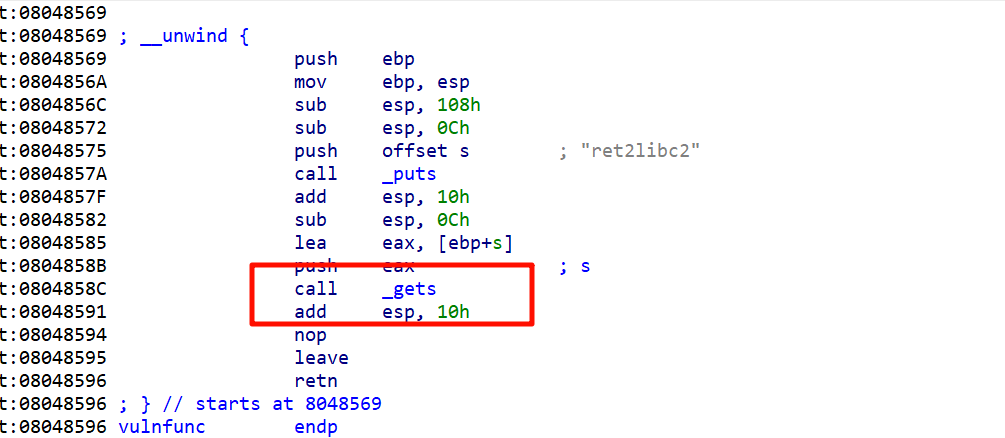 t:08048569
t:08048569 ; __unwind {
t:08048569 push ebp
t:0804856A mov ebp, esp
t:0804856C sub esp, 108h
t:08048572 sub esp, 0Ch
t:08048575 push offset s ; "ret2libc2"
t:0804857A call _puts
t:0804857F add esp, 10h
t:08048582 sub esp, 0Ch
t:08048585 lea eax, [ebp+s]
t:0804858B push eax ; s
t:0804858C call _gets
t:08048591 add esp, 10h
t:08048594 nop
t:08048595 leave
t:08048596 retn
t:08048596 ; } // starts at 8048569
t:08048596 vulnfunc endp